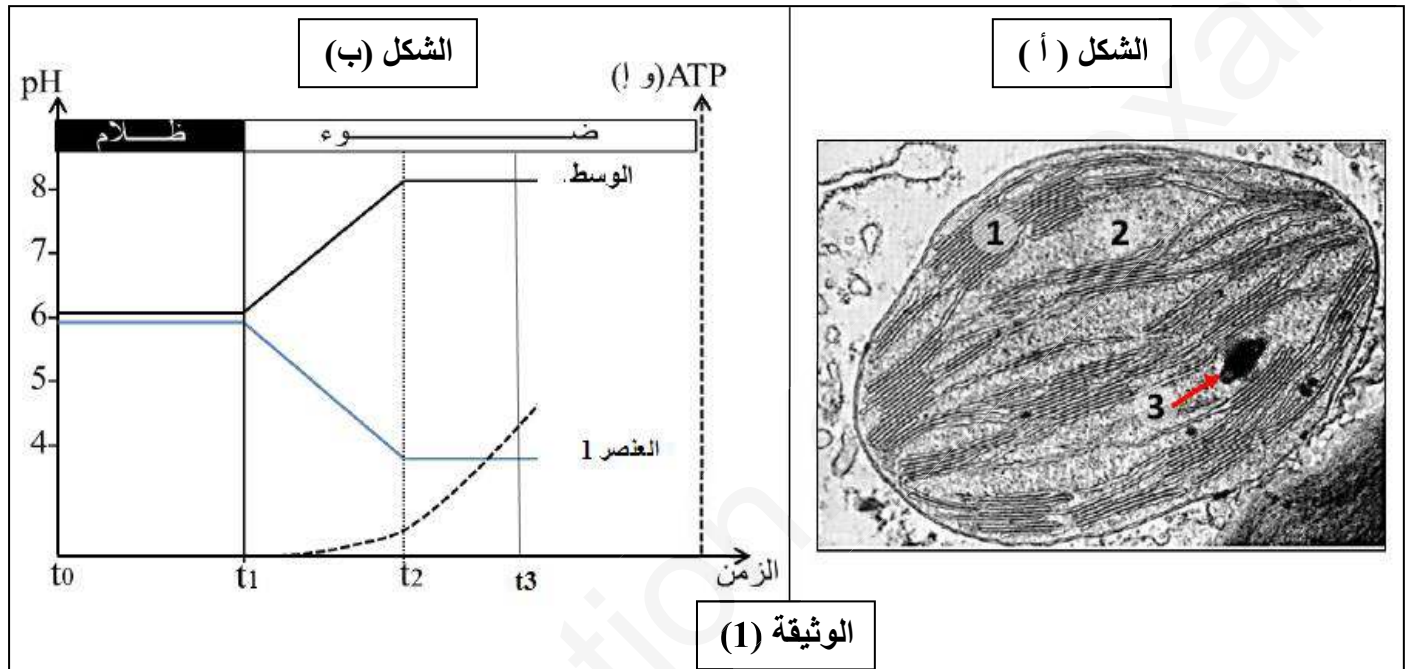 الشكل ( أ )
1
2
3
الشكل (ب)
pH
ATP(و إ)
ظلام
ضوء
8
7
6
5
4
الوسط.
العنصر 1
t0
t1
t2
t3
الزمن
الوثيقة (1)